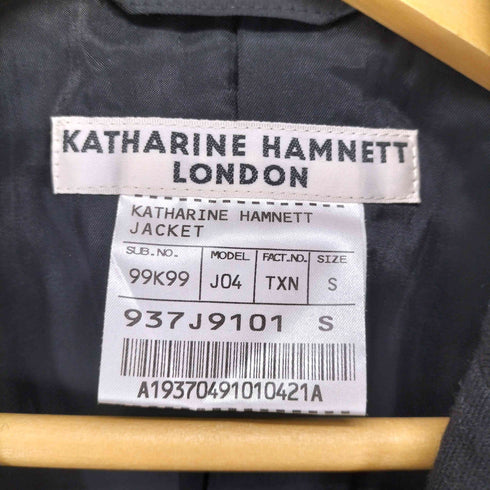 KATHARINE HAMNETT
LONDON
KATHARINE HAMNETT
JACKET
SUB.NO. MODEL FACT.NO. SIZE
99K99 J04 TXN S
937J9101 S
A19370491010421A